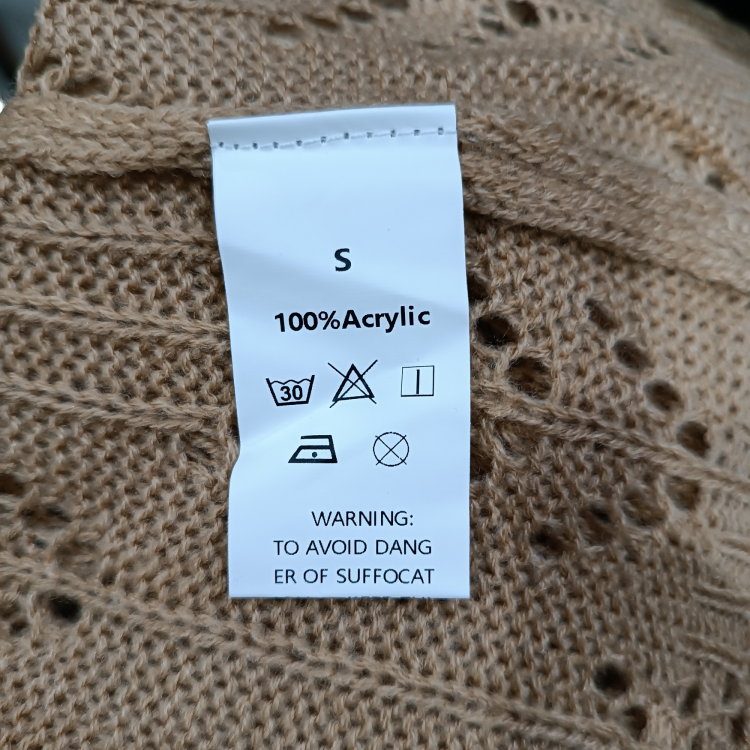 S
100%Acrylic
30
WARNING:
TO AVOID DANG
ER OF SUFFOCAT